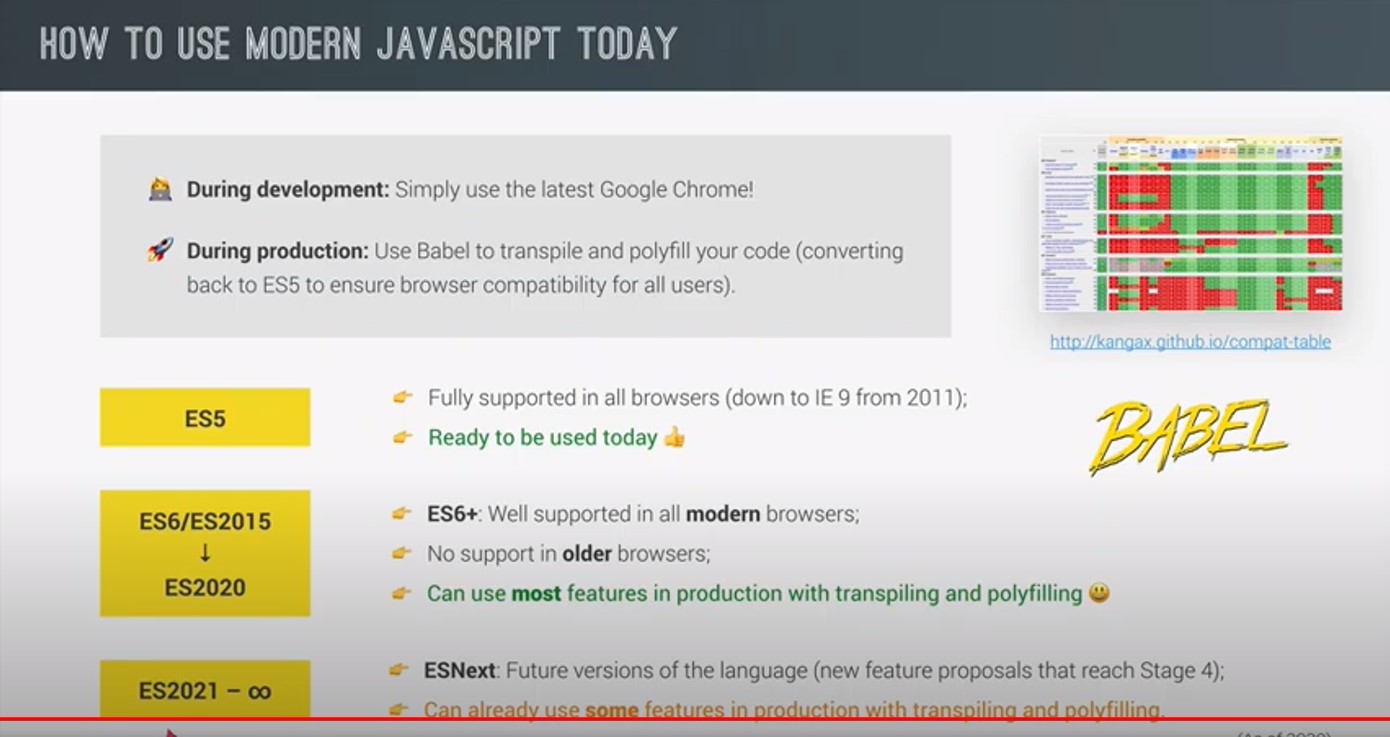 HOW TO USE MODERN JAVASCRIPT TODAY
During development: Simply use the latest Google Chrome!
During production: Use Babel to transpile and polyfill your code (converting
back to ES5 to ensure browser compatibility for all users).
http://kangax.github.io/compat-table
ES5
Fully supported in all browsers (down to IE 9 from 2011);
Ready to be used today 👍
BABEL
ES6/ES2015
↓
ES2020
ES6+: Well supported in all modern browsers;
No support in older browsers;
Can use most features in production with transpiling and polyfilling 😃
ES2021 – ∞
ESNext: Future versions of the language (new feature proposals that reach Stage 4);
Can already use some features in production with transpiling and polyfilling.